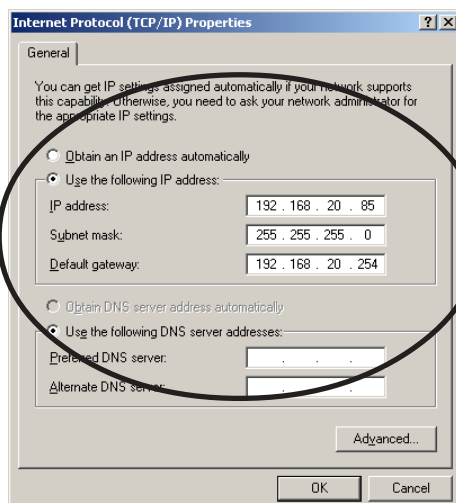 Internet Protocol (TCP/IP) Properties
General
You can get IP settings assigned automatically if your network supports
this capability. Otherwise, you need to ask your network administrator for
the appropriate IP settings.
Obtain an IP address automatically
Use the following IP address:
IP address: 192 . 168 . 20 . 85
Subnet mask: 255 . 255 . 255 . 0
Default gateway: 192 . 168 . 20 . 254
Obtain DNS server address automatically
Use the following DNS server addresses:
Preferred DNS server: . . .
Alternate DNS server: . . .
Advanced...
OK Cancel